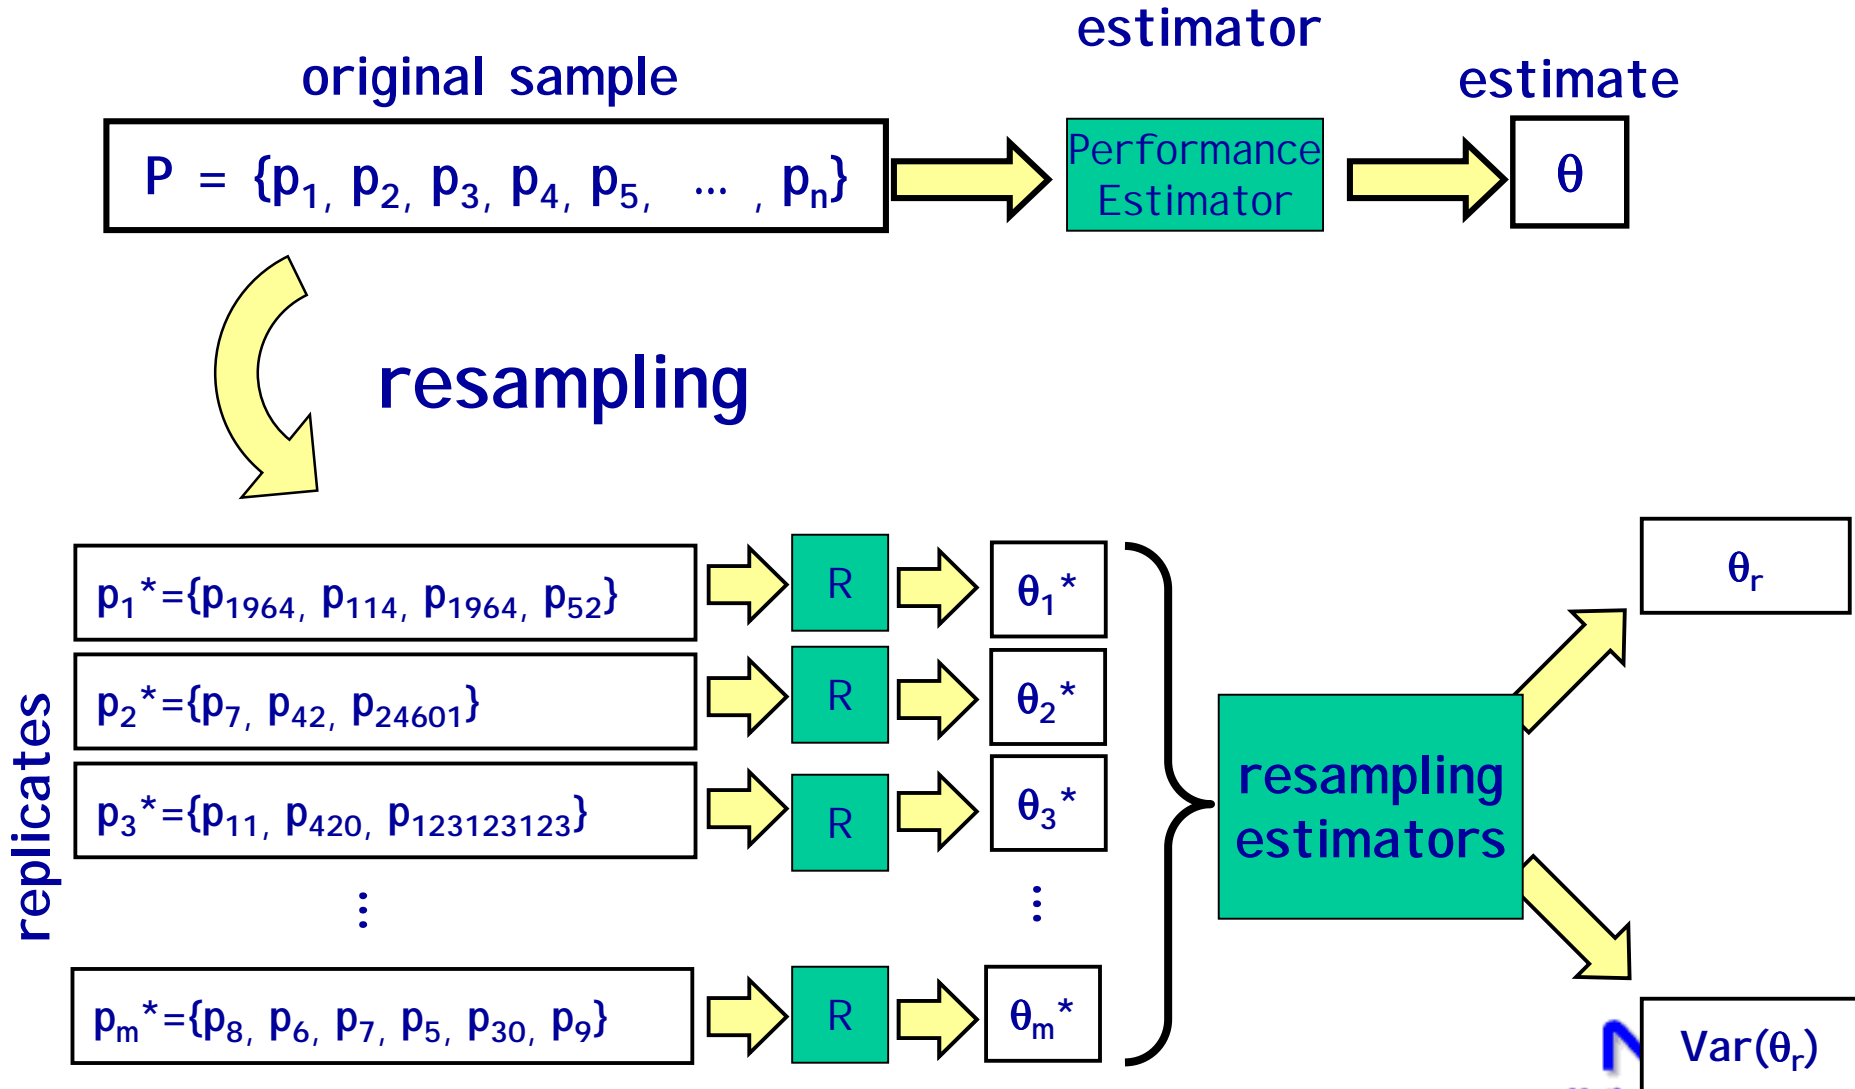 estimator
original sample
estimate
P = {p₁, p₂, p₃, p₄, p₅, ... , pₙ}
Performance
Estimator
θ
resampling
replicates
p₁*={p₁₉₆₄, p₁₁₄, p₁₉₆₄, p₅₂}
R
θ₁*
p₂*={p₇, p₄₂, p₂₄₆₀₁}
R
θ₂*
p₃*={p₁₁, p₄₂₀, p₁₂₃₁₂₃₁₂₃}
R
θ₃*
⋮
⋮
pₘ*={p₈, p₆, p₇, p₅, p₃₀, p₉}
R
θₘ*
resampling
estimators
θᵣ
Var(θᵣ)